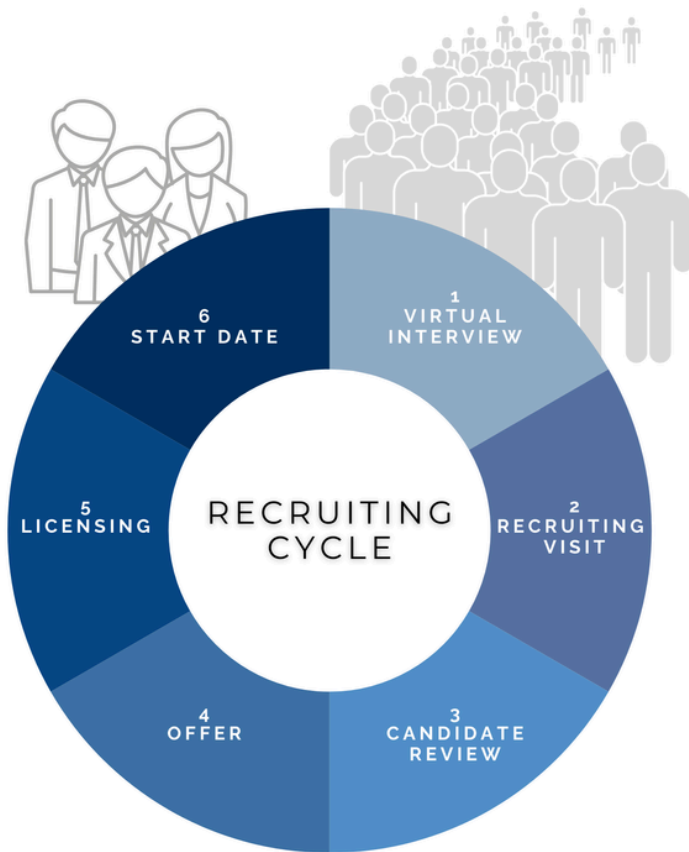 RECRUITING
CYCLE
1
VIRTUAL
INTERVIEW
2
RECRUITING
VISIT
3
CANDIDATE
REVIEW
4
OFFER
5
LICENSING
6
START DATE